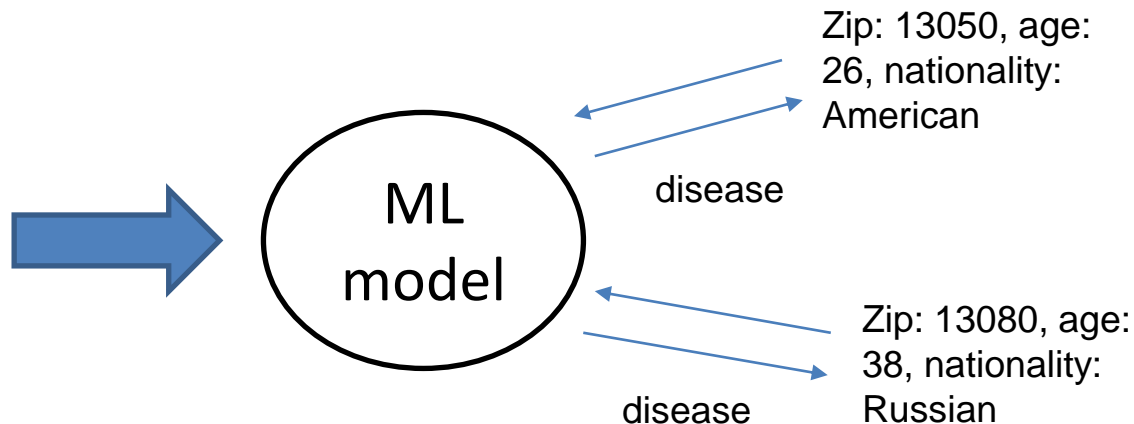 Zip: 13050, age:
26, nationality:
American
disease
ML
model
Zip: 13080, age:
38, nationality:
Russian
disease